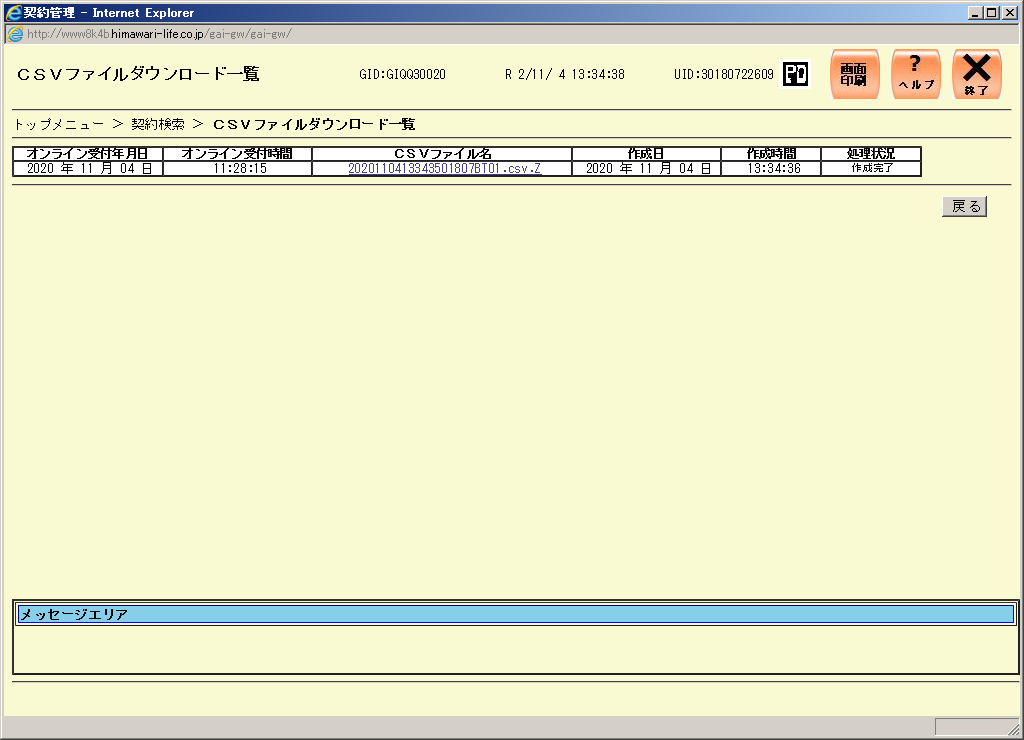 契約管理 - Internet Explorer
http://www8k4b.himawari-life.co.jp/gai-gw/gai-gw/
ＣＳＶファイルダウンロード一覧 GID:GIQQ30020 R 2/11/ 4 13:34:38 UID:30180722609
画面
印刷
?
ヘルプ
終了
トップメニュー ＞ 契約検索 ＞ ＣＳＶファイルダウンロード一覧
オンライン受付年月日 オンライン受付時間 ＣＳＶファイル名 作成日 作成時間 処理状況
2020 年 11 月 04 日 11:28:15 2020110413343501807BT01.csv.Z 2020 年 11 月 04 日 13:34:36 作成完了
戻る
メッセージエリア